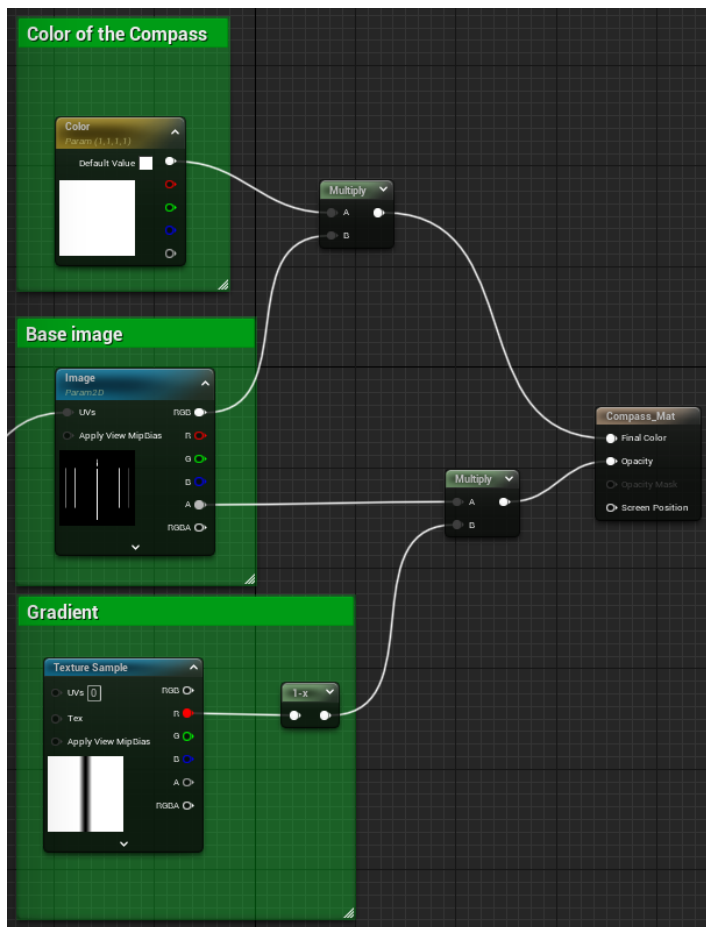 Color of the Compass
Color
Param (1,1,1,1)
Default Value
Multiply
A
B
Base image
Image
Param2D
UVs
RGB
Apply View MipBias
R
G
B
A
RGBA
Compass_Mat
Final Color
Opacity
Opacity Mask
Screen Position
Multiply
A
B
Gradient
Texture Sample
UVs 0
RGB
Tex
R
Apply View MipBias
G
B
A
RGBA
1-x